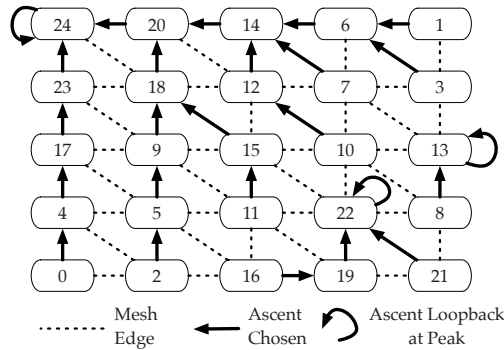 24 20 14 6 1
23 18 12 7 3
17 9 15 10 13
4 5 11 22 8
0 2 16 19 21
Mesh Edge
Ascent Chosen
Ascent Loopback at Peak